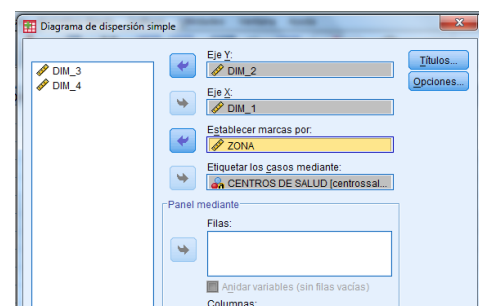 Diagrama de dispersión simple
DIM_3
DIM_4
Eje Y:
DIM_2
Eje X:
DIM_1
Establecer marcas por:
ZONA
Etiquetar los casos mediante:
CENTROS DE SALUD [centrossal...
Títulos...
Opciones...
Panel mediante
Filas:
Anidar variables (sin filas vacías)
Columnas: